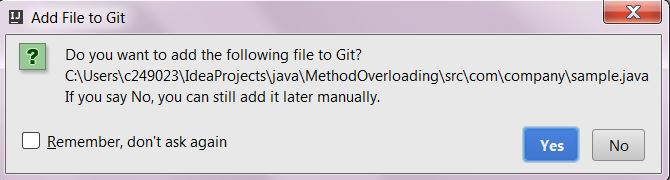 Add File to Git
Do you want to add the following file to Git?
C:\Users\c249023\IdeaProjects\java\MethodOverloading\src\com\company\sample.java
If you say No, you can still add it later manually.
Remember, don't ask again
Yes
No